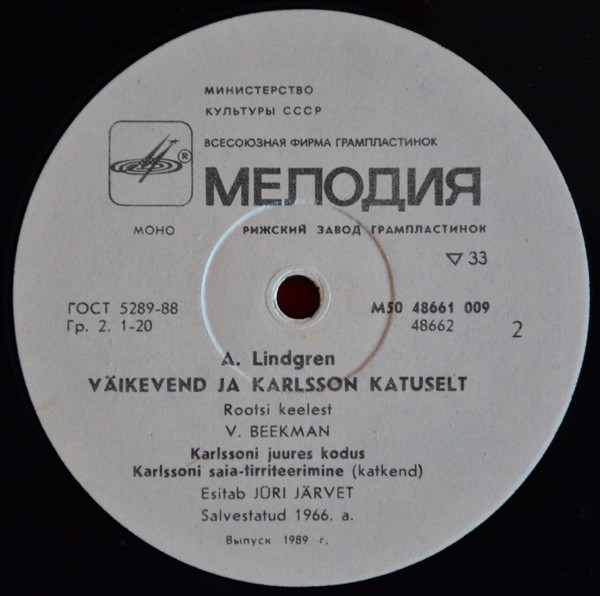 МИНИСТЕРСТВО
КУЛЬТУРЫ СССР
ВСЕСОЮЗНАЯ ФИРМА ГРАМПЛАСТИНОК
®
МЕЛОДИЯ
МОНО РИЖСКИЙ ЗАВОД ГРАМПЛАСТИНОК
▽ 33
ГОСТ 5289-88 М50 48661 009
Гр. 2. 1-20 48662 2
A. Lindgren
VÄIKEVEND JA KARLSSON KATUSELT
Rootsi keelest
V. BEEKMAN
Karlssoni juures kodus
Karlssoni saia-tirriteerimine (katkend)
Esitab JÜRI JÄRVET
Salvestatud 1966. a.
Выпуск 1989 г.